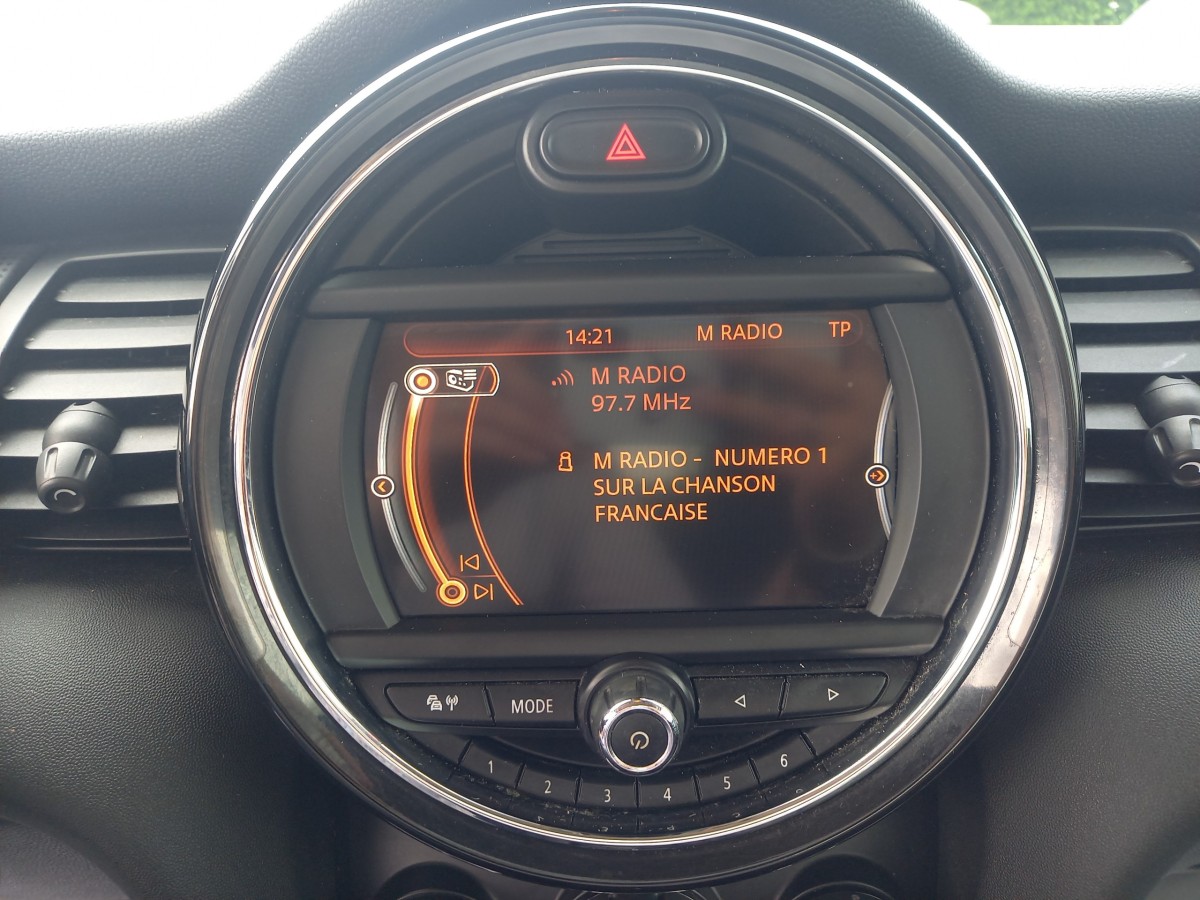 14:21 M RADIO TP
M RADIO
97.7 MHz
M RADIO - NUMERO 1
SUR LA CHANSON
FRANCAISE
MODE
1 2 3 4 5 6